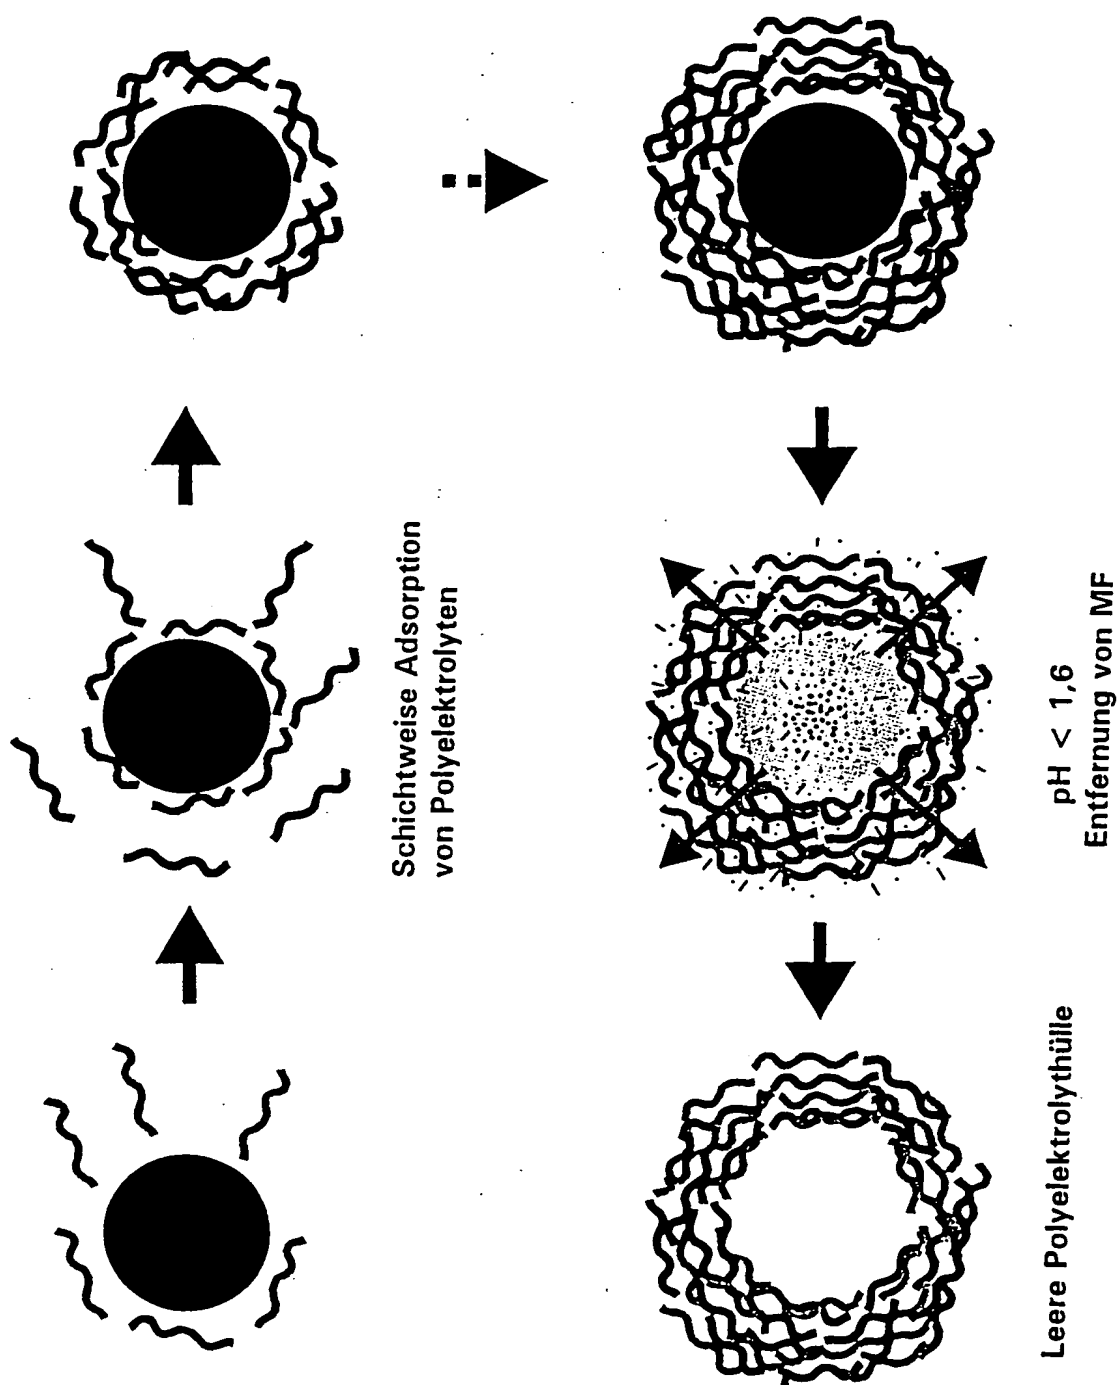 Schichtweise Adsorption
von Polyelektrolyten
Leere Polyelektrolythülle
pH < 1,6
Entfernung von MF